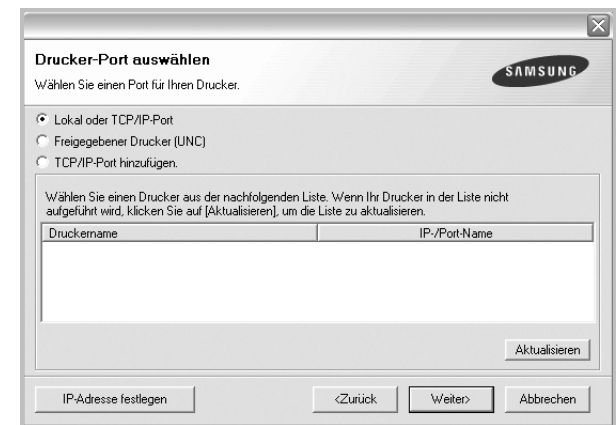 Drucker-Port auswählen
Wählen Sie einen Port für Ihren Drucker.
SAMSUNG
Lokal oder TCP/IP-Port
Freigegebener Drucker (UNC)
TCP/IP-Port hinzufügen.
Wählen Sie einen Drucker aus der nachfolgenden Liste. Wenn Ihr Drucker in der Liste nicht
aufgeführt wird, klicken Sie auf [Aktualisieren], um die Liste zu aktualisieren.
Druckername IP-/Port-Name
Aktualisieren
IP-Adresse festlegen <Zurück Weiter> Abbrechen